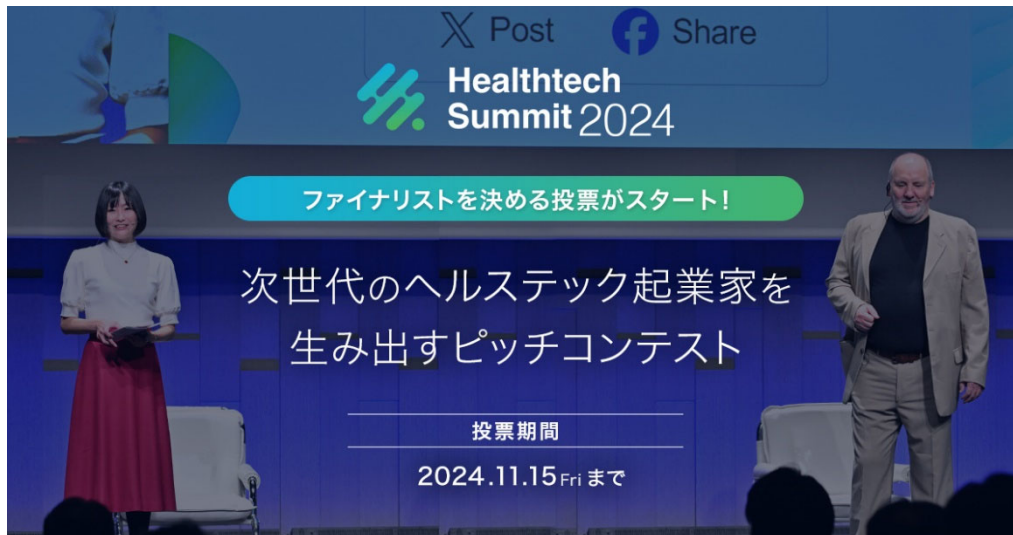 Post
Share
Healthtech
Summit 2024
ファイナリストを決める投票がスタート！
次世代のヘルステック起業家を
生み出すピッチコンテスト
投票期間
2024.11.15 Fri まで